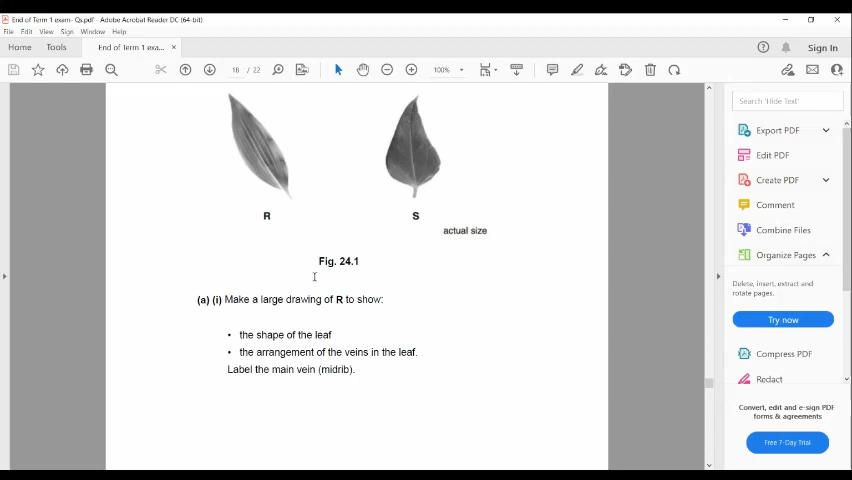 End of Term 1 exam- Qs.pdf - Adobe Acrobat Reader DC (64-bit)
File Edit View Sign Window Help
Home Tools End of Term 1 exa... × Sign In
18 / 22 100%
R S
actual size
Fig. 24.1
(a) (i) Make a large drawing of R to show:
• the shape of the leaf
• the arrangement of the veins in the leaf.
Label the main vein (midrib).
Search 'Hide Text'
Export PDF
Edit PDF
Create PDF
Comment
Combine Files
Organize Pages
Delete, insert, extract and
rotate pages.
Try now
Compress PDF
Redact
Convert, edit and e-sign PDF
forms & agreements
Free 7-Day Trial